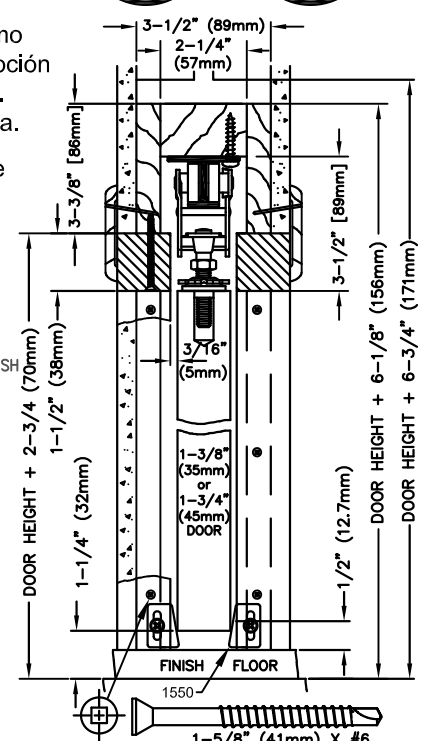 no
oción
.
a.
e
3-1/2" (89mm)
2-1/4"
(57mm)
3-3/8" [86mm]
3-1/2" [89mm]
DOOR HEIGHT + 6-1/8" (156mm)
DOOR HEIGHT + 6-3/4" (171mm)
DOOR HEIGHT + 2-3/4 (70mm)
1-1/2" (38mm)
SH
3/16"
(5mm)
1-3/8"
(35mm)
or
1-3/4"
(45mm)
DOOR
1-1/4" (32mm)
1/2" (12.7mm)
FINISH FLOOR
1550
1-5/8" (41mm) X #6